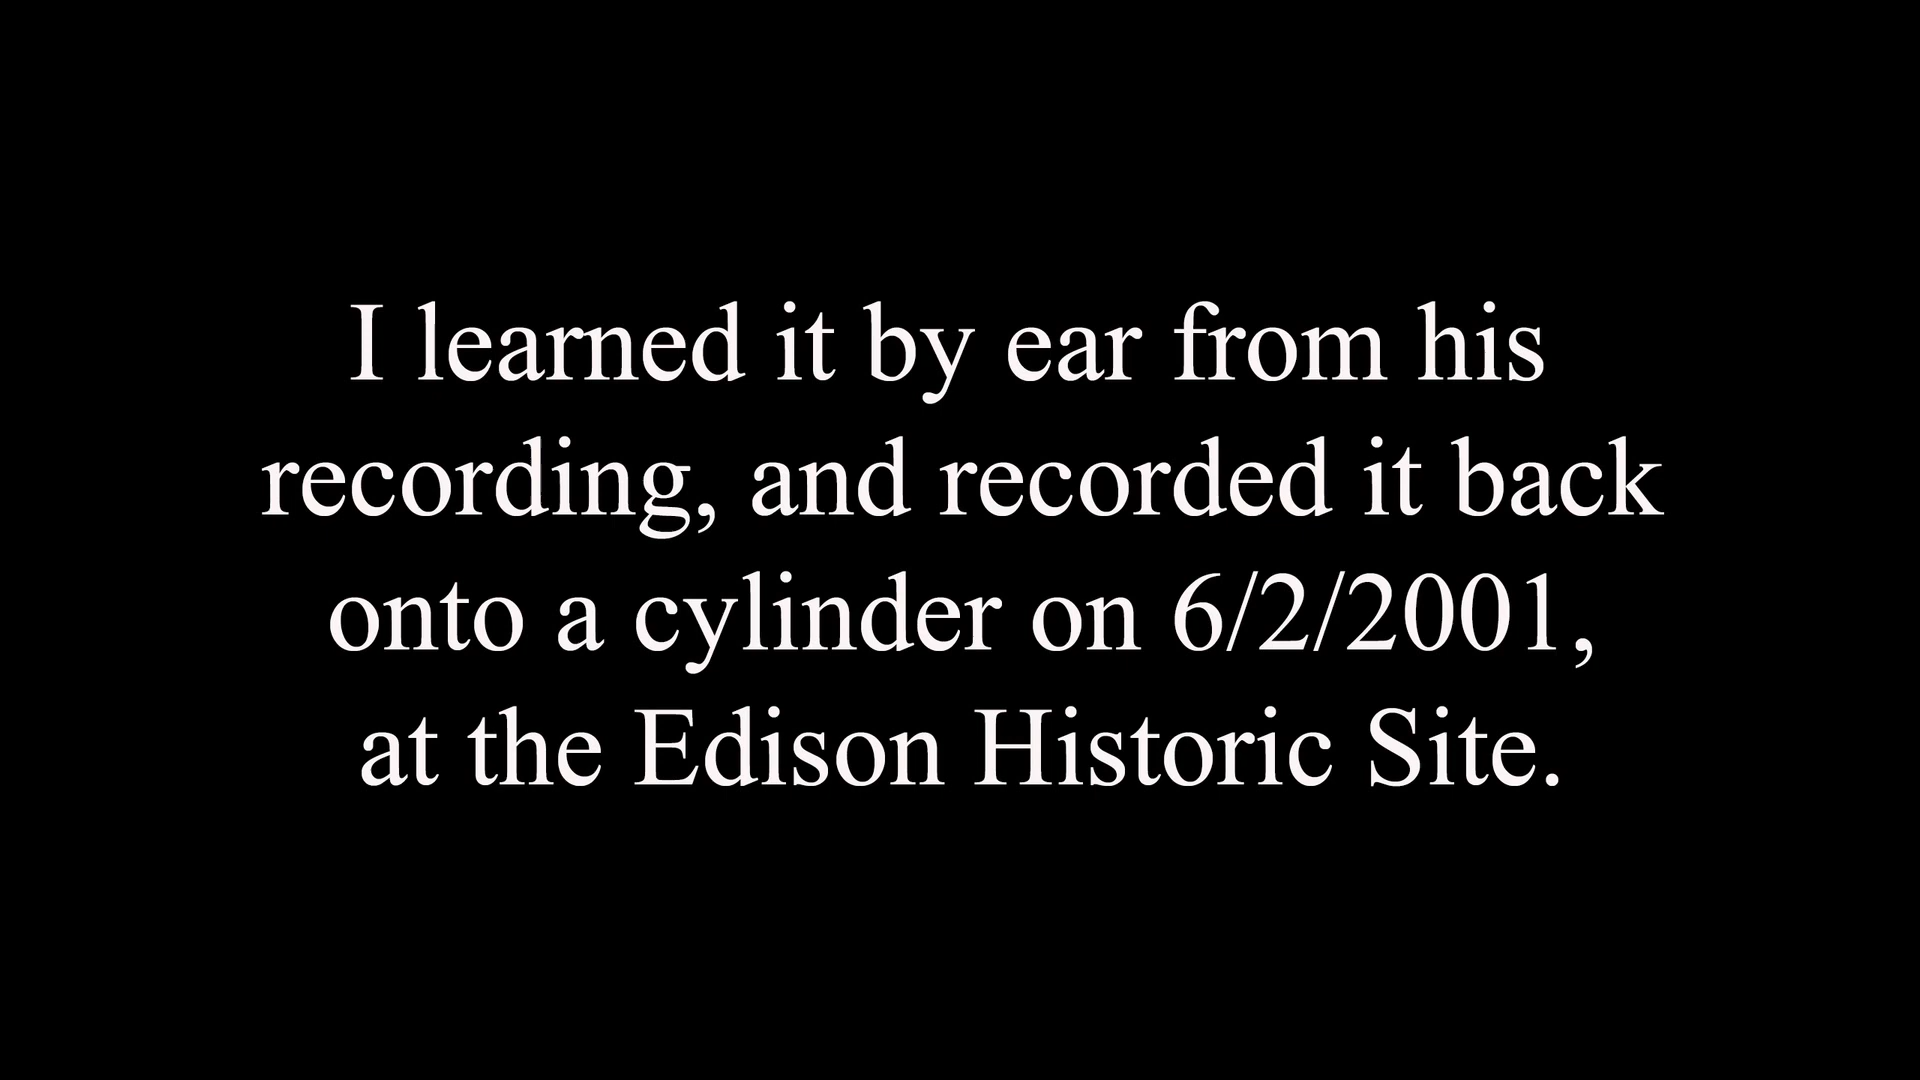 I learned it by ear from his
recording, and recorded it back
onto a cylinder on 6/2/2001,
at the Edison Historic Site.